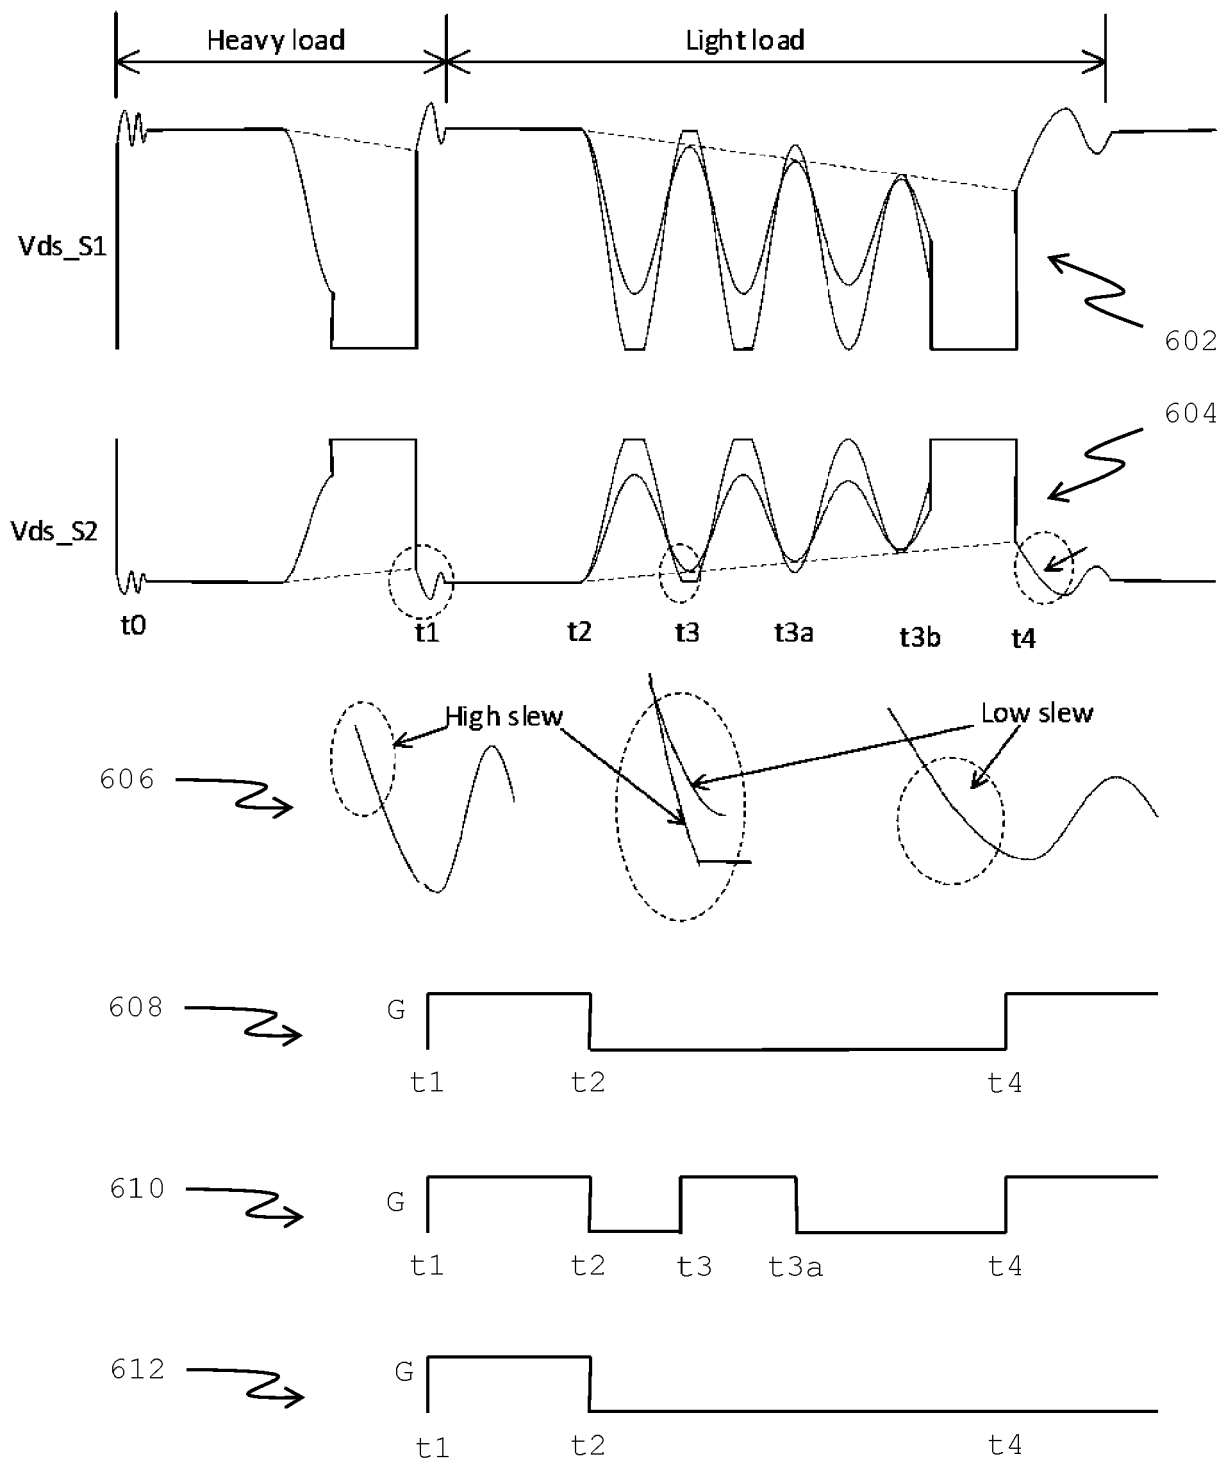 Heavy load
Light load
Vds_S1
602
604
Vds_S2
t0
t1
t2
t3
t3a
t3b
t4
High slew
Low slew
606
608
G
t1
t2
t4
610
G
t1
t2
t3
t3a
t4
612
G
t1
t2
t4